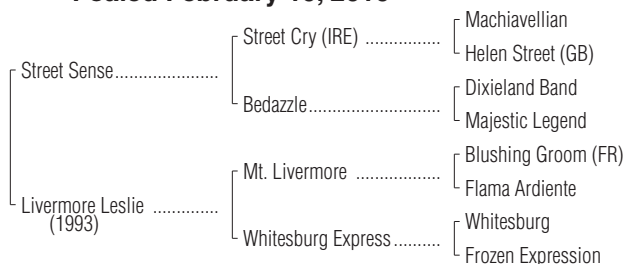 Foaled February
Machiavellian
Street Cry (IRE) ................
Helen Street (GB)
Street Sense......................
Dixieland Band
Bedazzle............................
Majestic Legend
Blushing Groom (FR)
Mt. Livermore ..................
Flama Ardiente
Livermore Leslie ..............
(1993)
Whitesburg
Whitesburg Express..........
Frozen Expression